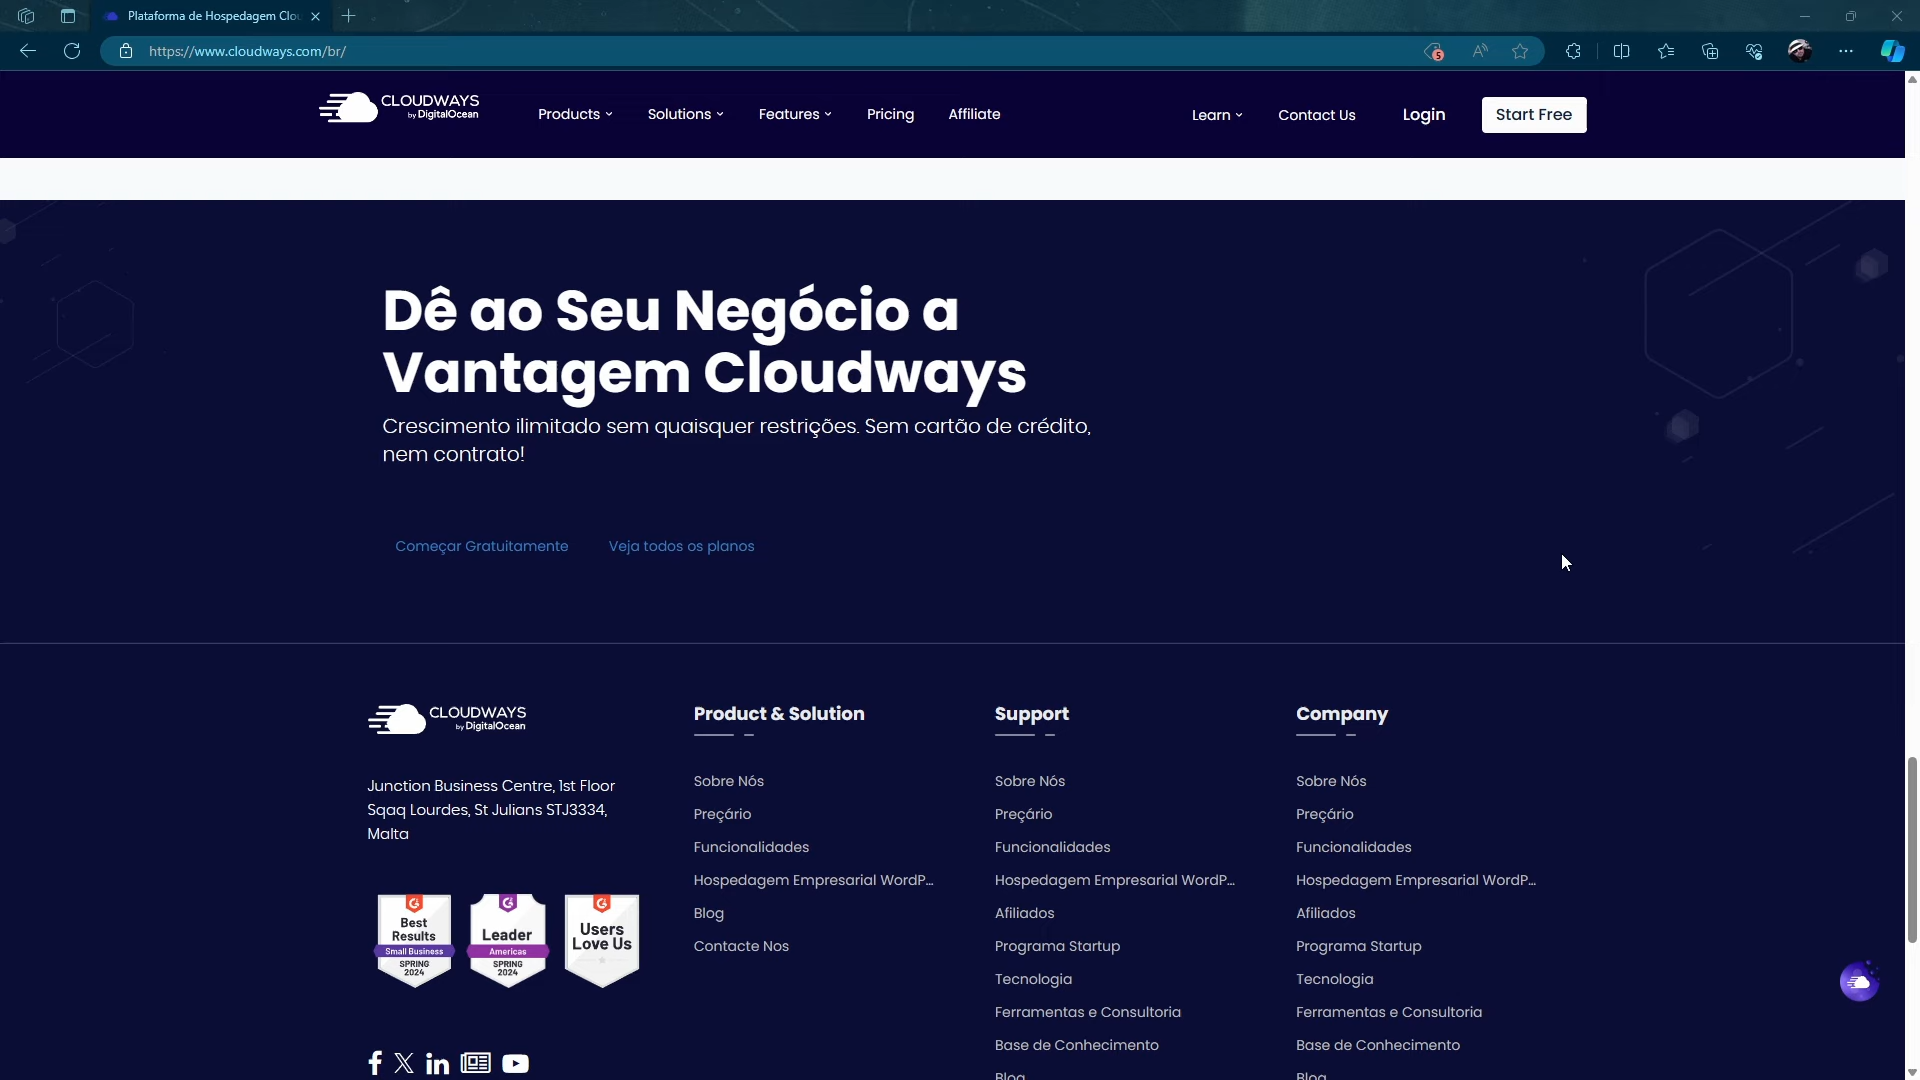 Plataforma de Hospedagem Clou
https://www.cloudways.com/br/
5
CLOUDWAYS
by DigitalOcean
Products
Solutions
Features
Pricing
Affiliate
Learn
Contact Us
Login
Start Free
Dê ao Seu Negócio a
Vantagem Cloudways
Crescimento ilimitado sem quaisquer restrições. Sem cartão de crédito,
nem contrato!
Começar Gratuitamente
Veja todos os planos
CLOUDWAYS
by DigitalOcean
Junction Business Centre, 1st Floor
Sqaq Lourdes, St Julians STJ3334,
Malta
Best
Results
Small Business
SPRING
2024
Leader
Americas
SPRING
2024
Users
Love Us
Product & Solution
Sobre Nós
Preçário
Funcionalidades
Hospedagem Empresarial WordP...
Blog
Contacte Nos
Support
Sobre Nós
Preçário
Funcionalidades
Hospedagem Empresarial WordP...
Afiliados
Programa Startup
Tecnologia
Ferramentas e Consultoria
Base de Conhecimento
Blog
Company
Sobre Nós
Preçário
Funcionalidades
Hospedagem Empresarial WordP...
Afiliados
Programa Startup
Tecnologia
Ferramentas e Consultoria
Base de Conhecimento
Blog